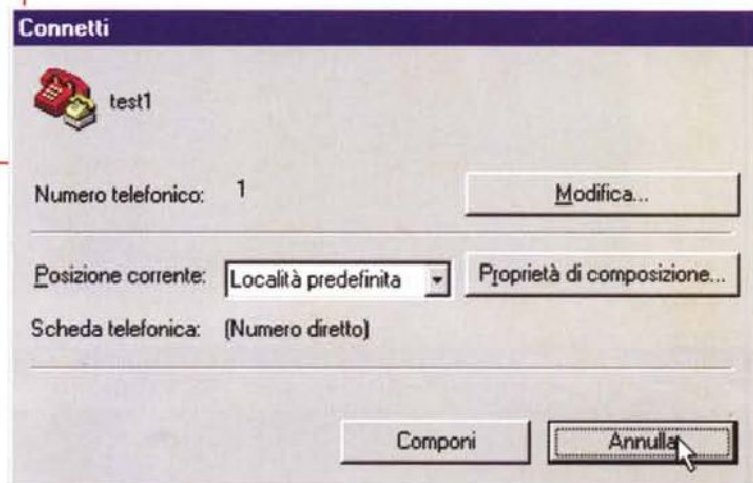 Connetti
test1
Numero telefonico: 1 Modifica...
Posizione corrente: Località predefinita Proprietà di composizione...
Scheda telefonica: (Numero diretto)
Componi Annulla